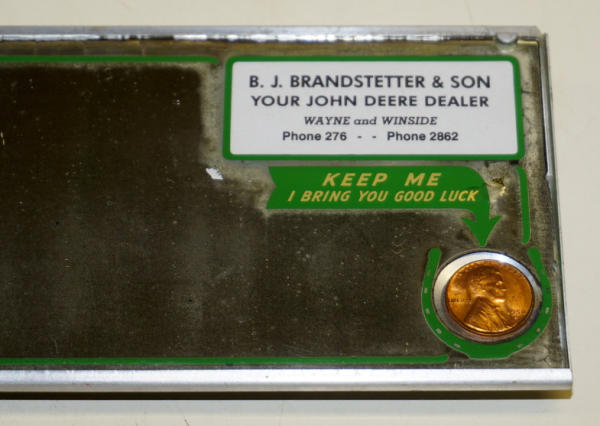 B. J. BRANDSTETTER & SON
YOUR JOHN DEERE DEALER
WAYNE and WINSIDE
Phone 276 - - Phone 2862
KEEP ME
I BRING YOU GOOD LUCK